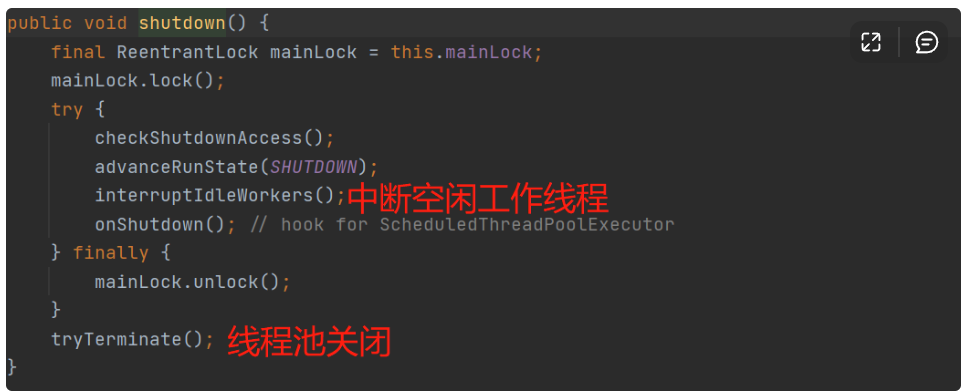 public void shutdown() {
    final ReentrantLock mainLock = this.mainLock;
    mainLock.lock();
    try {
        checkShutdownAccess();
        advanceRunState(SHUTDOWN);
        interruptIdleWorkers();中断空闲工作线程
        onShutdown(); // hook for ScheduledThreadPoolExecutor
    } finally {
        mainLock.unlock();
    }
    tryTerminate(); 线程池关闭
}